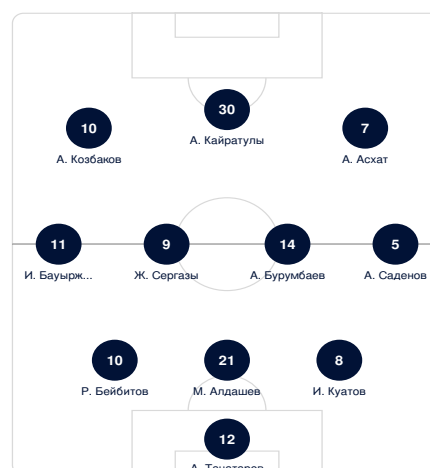 30
10
7
А. Кайратулы
А. Козбаков
А. Асхат
11
9
14
5
И. Бауырж...
Ж. Сергазы
А. Бурумбаев
А. Саденов
10
21
8
Р. Бейбитов
М. Алдашев
И. Куатов
12
А.